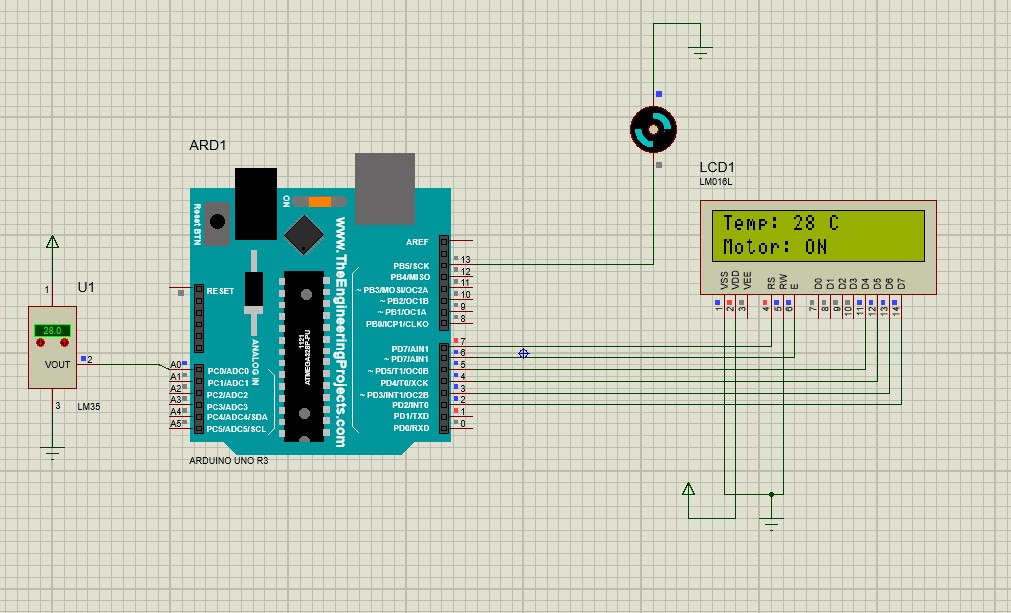 ARD1
LCD1
LM016L
Temp: 28 C
Motor: ON
VSS
VDD
VEE
RS
RW
E
D0
D1
D2
D3
D4
D5
D6
D7
1
2
3
4
5
6
7
8
9
10
11
12
13
14
U1
1
28.0
VOUT
2
3
LM35
Reset BTN
ON
www.TheEngineeringProjects.com
RESET
ANALOG IN
1121
ATMEGA328P-PU
A0
A1
A2
A3
A4
A5
PC0/ADC0
PC1/ADC1
PC2/ADC2
PC3/ADC3
PC4/ADC4/SDA
PC5/ADC5/SCL
AREF
PB5/SCK 13
PB4/MISO 12
~ PB3/MOSI/OC2A 11
~ PB2/OC1B 10
~ PB1/OC1A 9
PB0/ICP1/CLKO 8
PD7/AIN1 7
~ PD7/AIN1 6
~ PD5/T1/OC0B 5
PD4/T0/XCK 4
~ PD3/INT1/OC2B 3
PD2/INT0 2
PD1/TXD 1
PD0/RXD 0
ARDUINO UNO R3